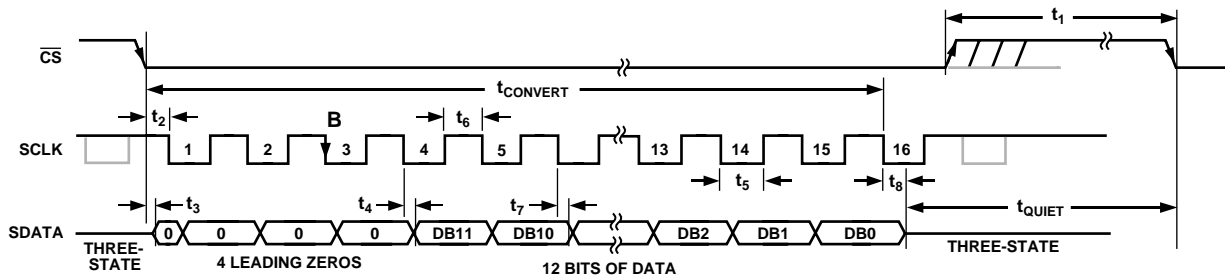 t1
CS
tCONVERT
t2
B
t6
SCLK
1
2
3
4
5
13
14
15
16
t5
t8
t3
t4
t7
tQUIET
SDATA
0
0
0
0
DB11
DB10
DB2
DB1
DB0
THREE-
STATE
4 LEADING ZEROS
12 BITS OF DATA
THREE-STATE